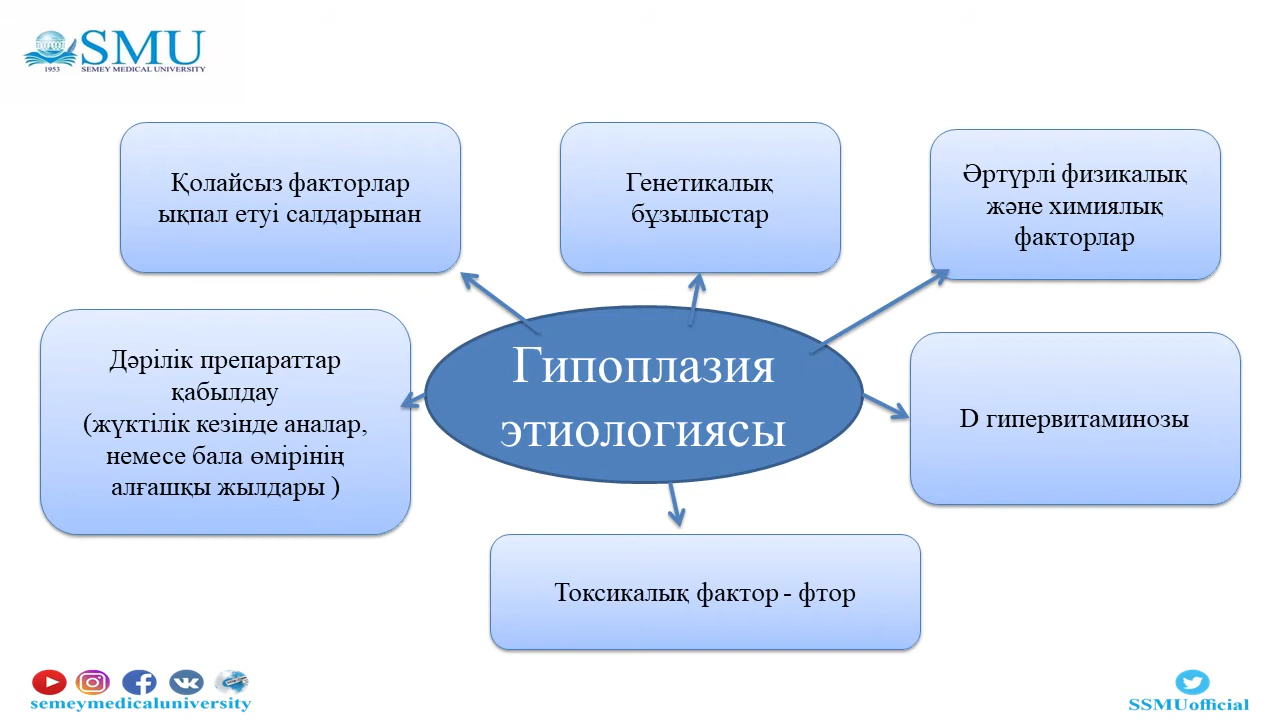 SMU
1953 SEMEY MEDICAL UNIVERSITY
Қолайсыз факторлар
ықпал етуі салдарынан
Генетикалық
бұзылыстар
Әртүрлі физикалық
және химиялық
факторлар
Дәрілік препараттар
қабылдау
(жүктілік кезінде аналар,
немесе бала өмірінің
алғашқы жылдары )
Гипоплазия
этиологиясы
D гипервитаминозы
Токсикалық фактор - фтор
semeymedicaluniversity
SSMUofficial